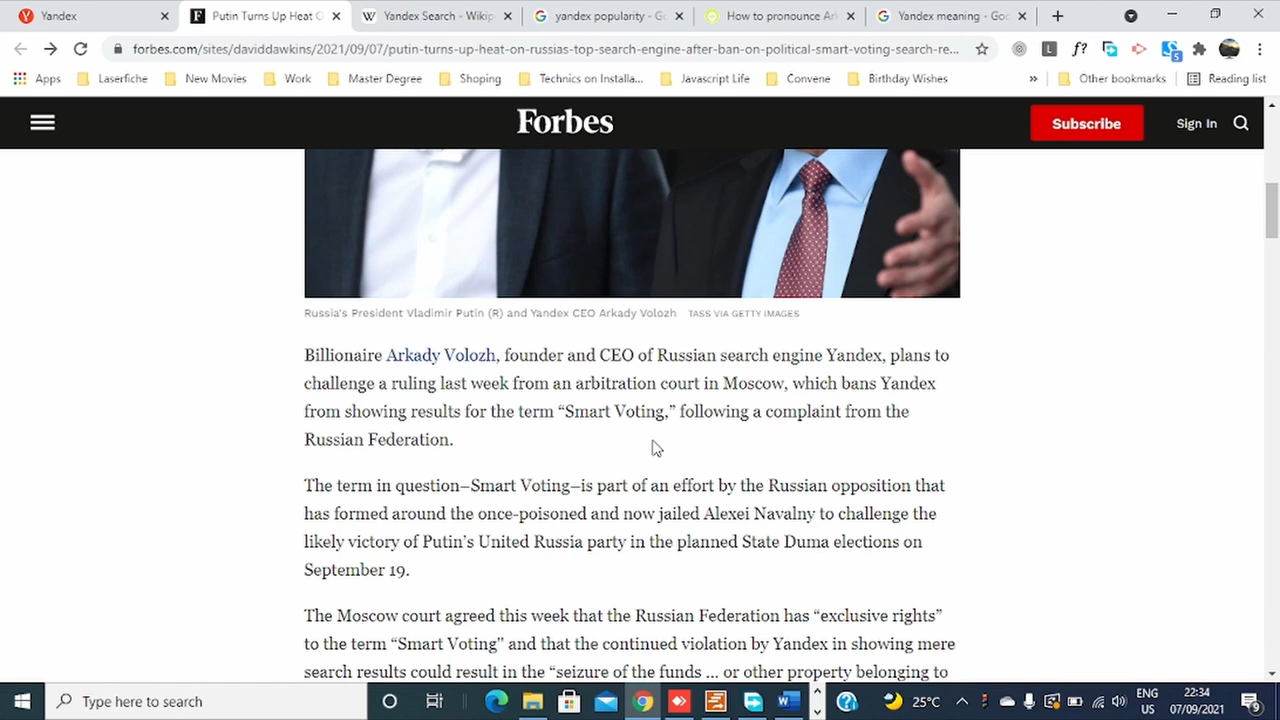 Yandex
Putin Turns Up Heat O
Yandex Search - Wikip
yandex popularity - Go
How to pronounce Ark
Yandex meaning - Goo
forbes.com/sites/daviddawkins/2021/09/07/putin-turns-up-heat-on-russias-top-search-engine-after-ban-on-political-smart-voting-search-re...
L
f?
5
Apps
Laserfiche
New Movies
Work
Master Degree
Shoping
Technics on Installa...
Javascript Life
Convene
Birthday Wishes
»
Other bookmarks
Reading list
Forbes
Subscribe
Sign In
Russia's President Vladimir Putin (R) and Yandex CEO Arkady Volozh TASS VIA GETTY IMAGES
Billionaire Arkady Volozh, founder and CEO of Russian search engine Yandex, plans to
challenge a ruling last week from an arbitration court in Moscow, which bans Yandex
from showing results for the term “Smart Voting,” following a complaint from the
Russian Federation.
The term in question–Smart Voting–is part of an effort by the Russian opposition that
has formed around the once-poisoned and now jailed Alexei Navalny to challenge the
likely victory of Putin’s United Russia party in the planned State Duma elections on
September 19.
The Moscow court agreed this week that the Russian Federation has “exclusive rights”
to the term “Smart Voting" and that the continued violation by Yandex in showing mere
search results could result in the “seizure of the funds ... or other property belonging to
Type here to search
25°C
ENG
US
22:34
07/09/2021
9